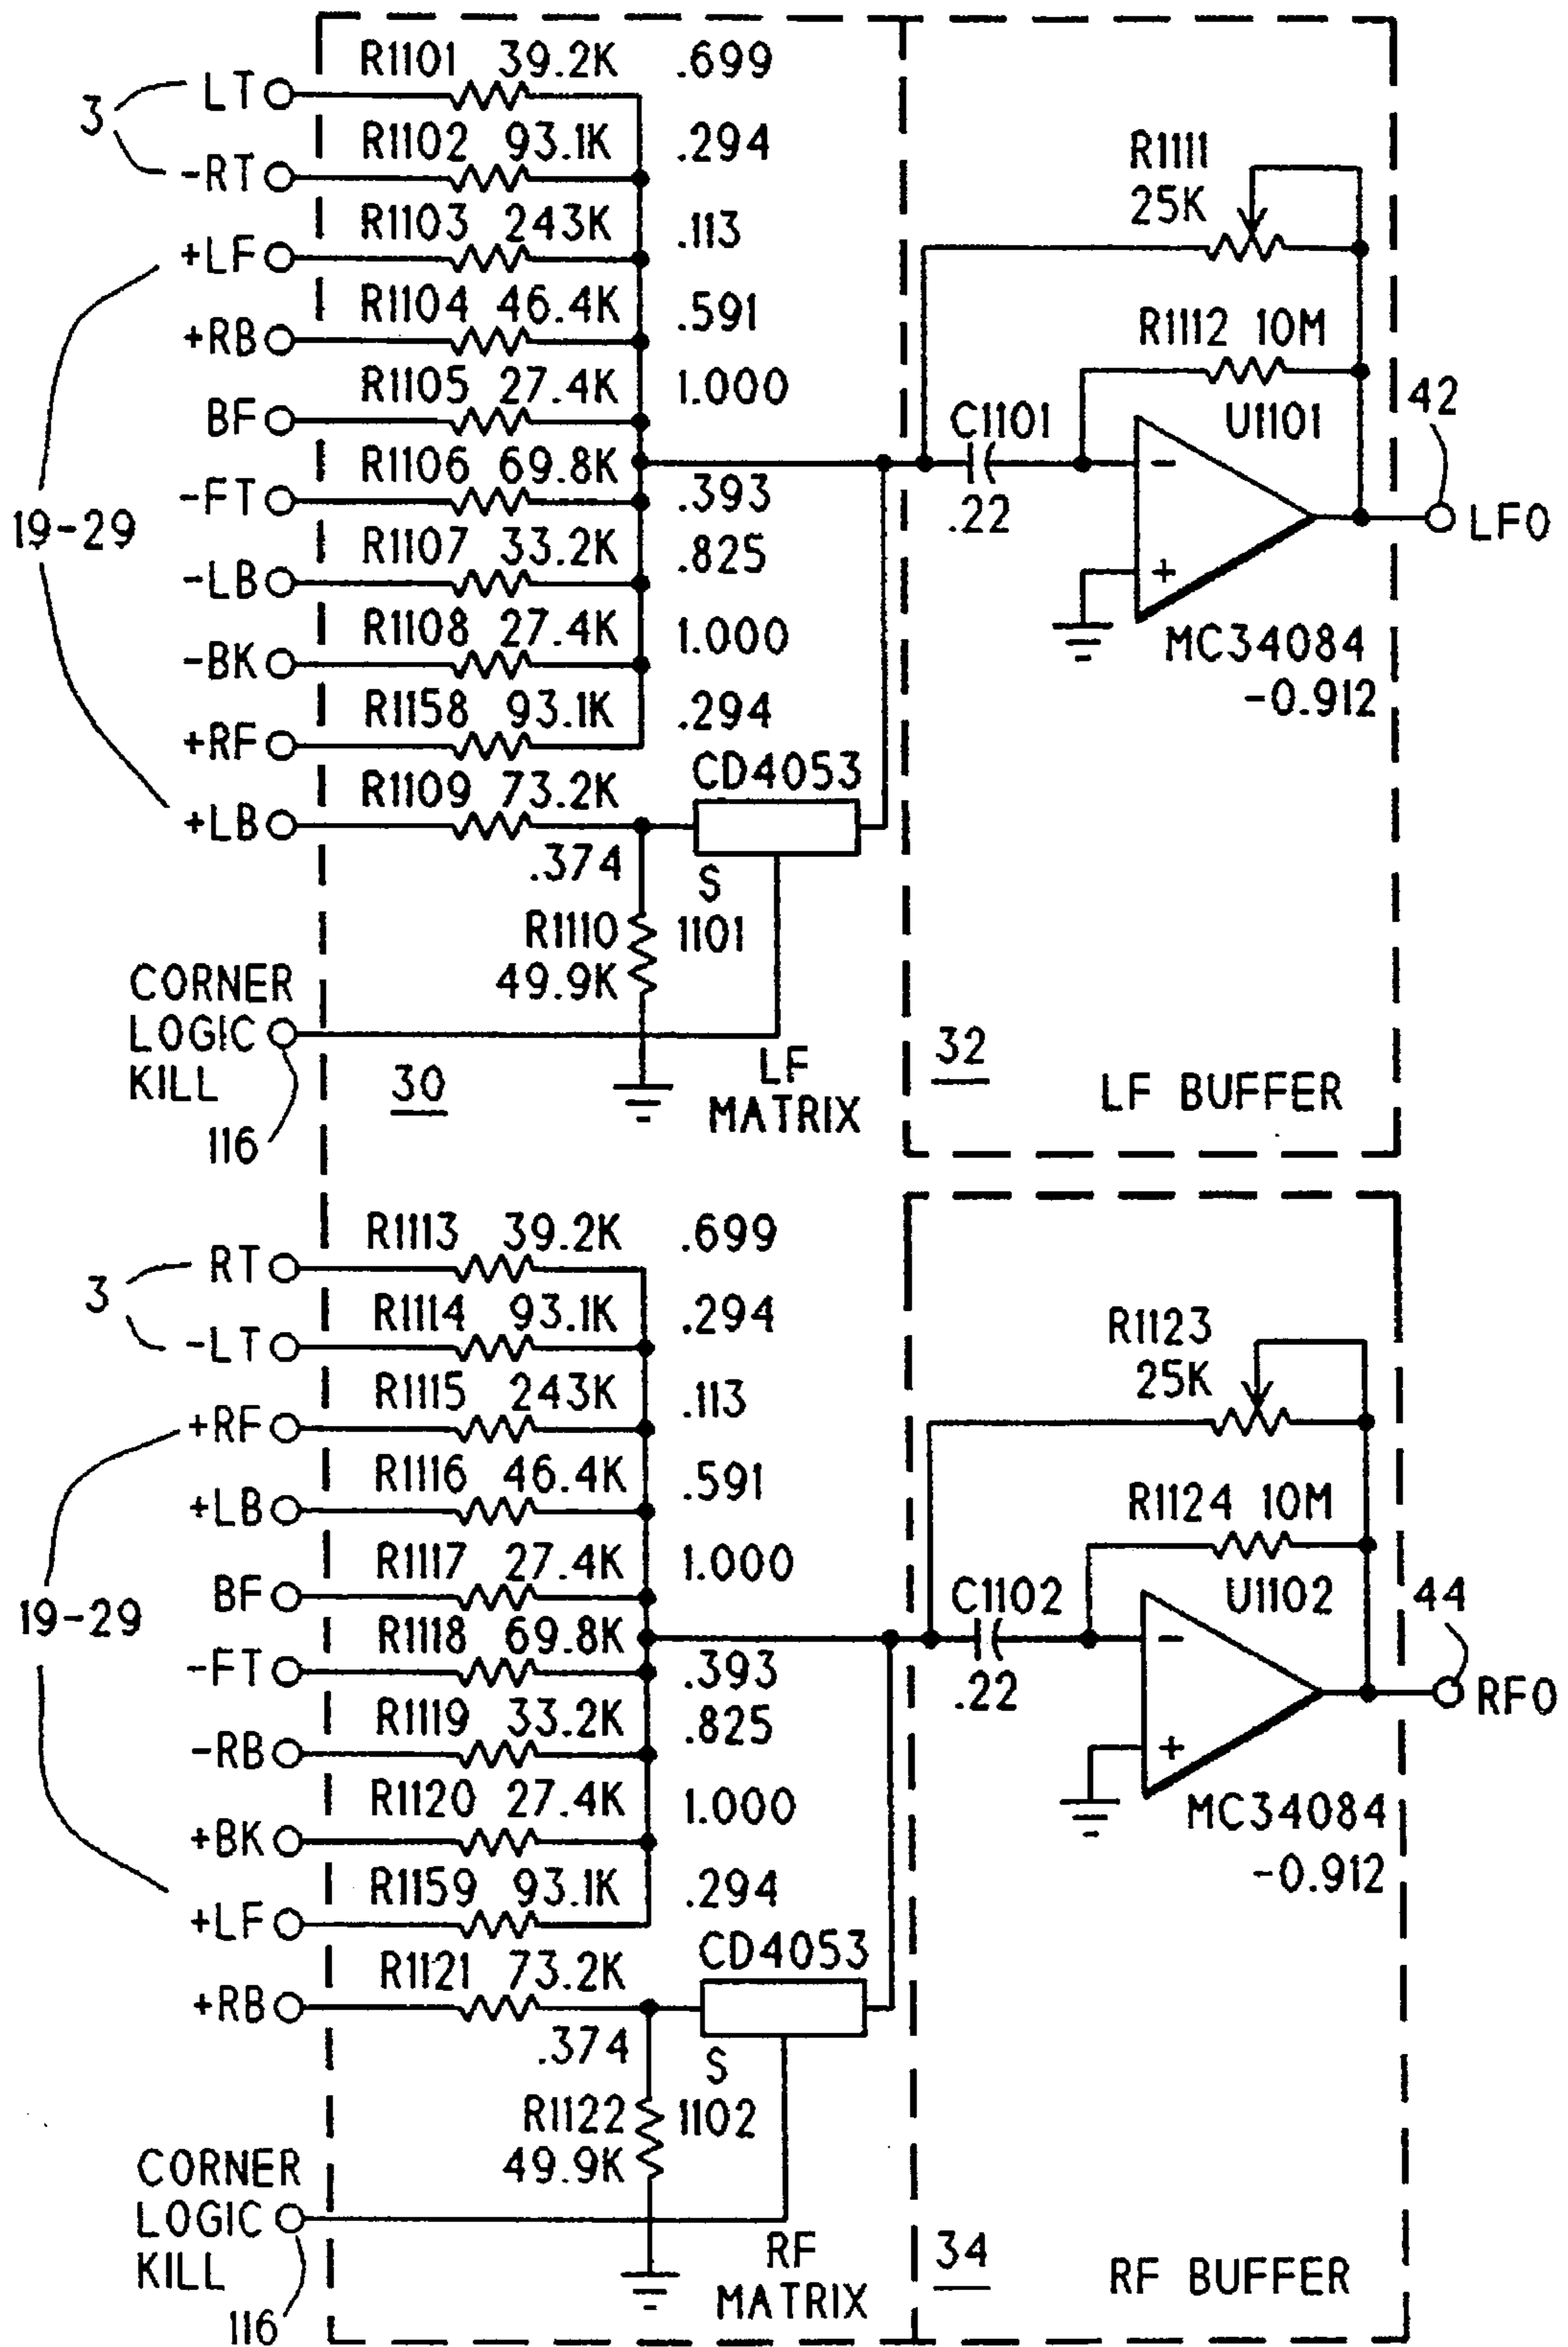 R1101 39.2K .699
3 LT
R1102 93.1K .294
-RT
R1103 243K .113
+LF
R1104 46.4K .591
+RB
R1105 27.4K 1.000
BF
R1106 69.8K .393
-FT
19-29
R1107 33.2K .825
-LB
R1108 27.4K 1.000
-BK
R1158 93.1K .294
+RF
R1109 73.2K
+LB
.374
CD4053
S
1101
R1110
49.9K
CORNER
LOGIC
KILL
116
30
LF
MATRIX
R1111
25K
R1112 10M
C1101
.22
U1101
-
+
MC34084
-0.912
42
LFO
32
LF BUFFER
R1113 39.2K .699
3 RT
R1114 93.1K .294
-LT
R1115 243K .113
+RF
R1116 46.4K .591
+LB
R1117 27.4K 1.000
BF
19-29
R1118 69.8K .393
-FT
R1119 33.2K .825
-RB
R1120 27.4K 1.000
+BK
R1159 93.1K .294
+LF
R1121 73.2K
+RB
.374
CD4053
S
1102
R1122
49.9K
CORNER
LOGIC
KILL
116
RF
MATRIX
R1123
25K
R1124 10M
C1102
.22
U1102
-
+
MC34084
-0.912
44
RFO
34
RF BUFFER